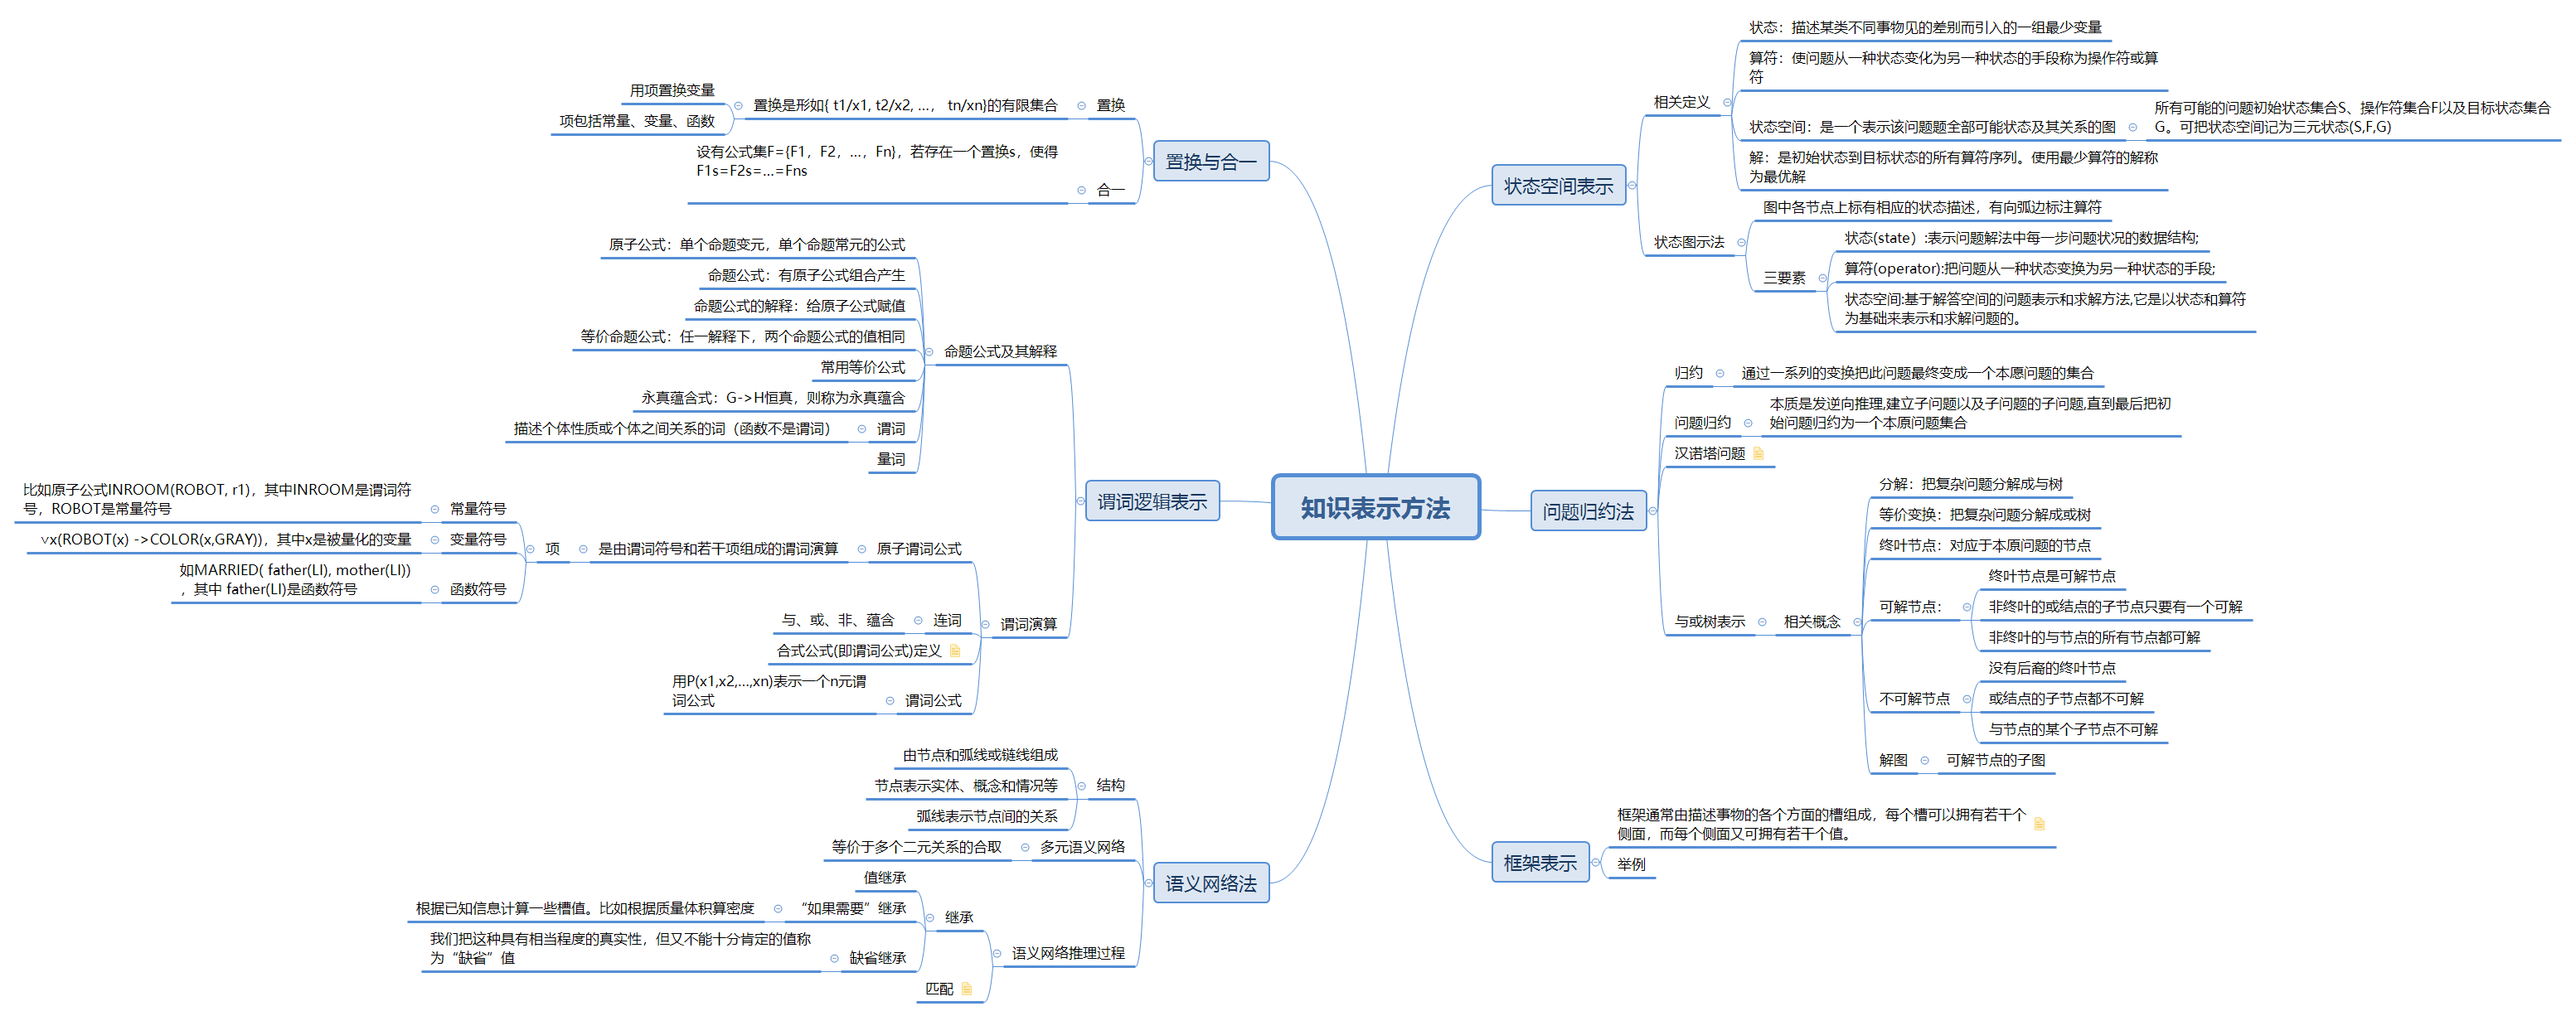 知识表示方法
状态空间表示
相关定义
状态：描述某类不同事物见的差别而引入的一组最少变量
算符：使问题从一种状态变化为另一种状态的手段称为操作符或算
符
状态空间：是一个表示该问题题全部可能状态及其关系的图
所有可能的问题初始状态集合S、操作符集合F以及目标状态集合
G。可把状态空间记为三元状态(S,F,G)
解：是初始状态到目标状态的所有算符序列。使用最少算符的解称
为最优解
状态图示法
图中各节点上标有相应的状态描述，有向弧边标注算符
三要素
状态(state）:表示问题解法中每一步问题状况的数据结构;
算符(operator):把问题从一种状态变换为另一种状态的手段;
状态空间:基于解答空间的问题表示和求解方法,它是以状态和算符
为基础来表示和求解问题的。
问题归约法
归约
通过一系列的变换把此问题最终变成一个本愿问题的集合
问题归约
本质是发逆向推理,建立子问题以及子问题的子问题,直到最后把初
始问题归约为一个本原问题集合
汉诺塔问题
与或树表示
相关概念
分解：把复杂问题分解成与树
等价变换：把复杂问题分解成或树
终叶节点：对应于本原问题的节点
可解节点：
终叶节点是可解节点
非终叶的或结点的子节点只要有一个可解
非终叶的与节点的所有节点都可解
不可解节点
没有后裔的终叶节点
或结点的子节点都不可解
与节点的某个子节点不可解
解图
可解节点的子图
框架表示
框架通常由描述事物的各个方面的槽组成，每个槽可以拥有若干个
侧面，而每个侧面又可拥有若干个值。
举例
置换与合一
置换
置换是形如{ t1/x1, t2/x2, …， tn/xn}的有限集合
用项置换变量
项包括常量、变量、函数
合一
设有公式集F={F1，F2，…，Fn}，若存在一个置换s，使得
F1s=F2s=…=Fns
谓词逻辑表示
命题公式及其解释
原子公式：单个命题变元，单个命题常元的公式
命题公式：有原子公式组合产生
命题公式的解释：给原子公式赋值
等价命题公式：任一解释下，两个命题公式的值相同
常用等价公式
永真蕴含式：G->H恒真，则称为永真蕴含
谓词
描述个体性质或个体之间关系的词（函数不是谓词）
量词
谓词演算
原子谓词公式
是由谓词符号和若干项组成的谓词演算
项
常量符号
比如原子公式INROOM(ROBOT, r1)，其中INROOM是谓词符
号，ROBOT是常量符号
变量符号
∨x(ROBOT(x) ->COLOR(x,GRAY))，其中x是被量化的变量
函数符号
如MARRIED( father(LI), mother(LI))
，其中 father(LI)是函数符号
连词
与、或、非、蕴含
合式公式(即谓词公式)定义
谓词公式
用P(x1,x2,…,xn)表示一个n元谓
词公式
语义网络法
结构
由节点和弧线或链线组成
节点表示实体、概念和情况等
弧线表示节点间的关系
多元语义网络
等价于多个二元关系的合取
语义网络推理过程
继承
值继承
“如果需要”继承
根据已知信息计算一些槽值。比如根据质量体积算密度
缺省继承
我们把这种具有相当程度的真实性，但又不能十分肯定的值称
为“缺省”值
匹配